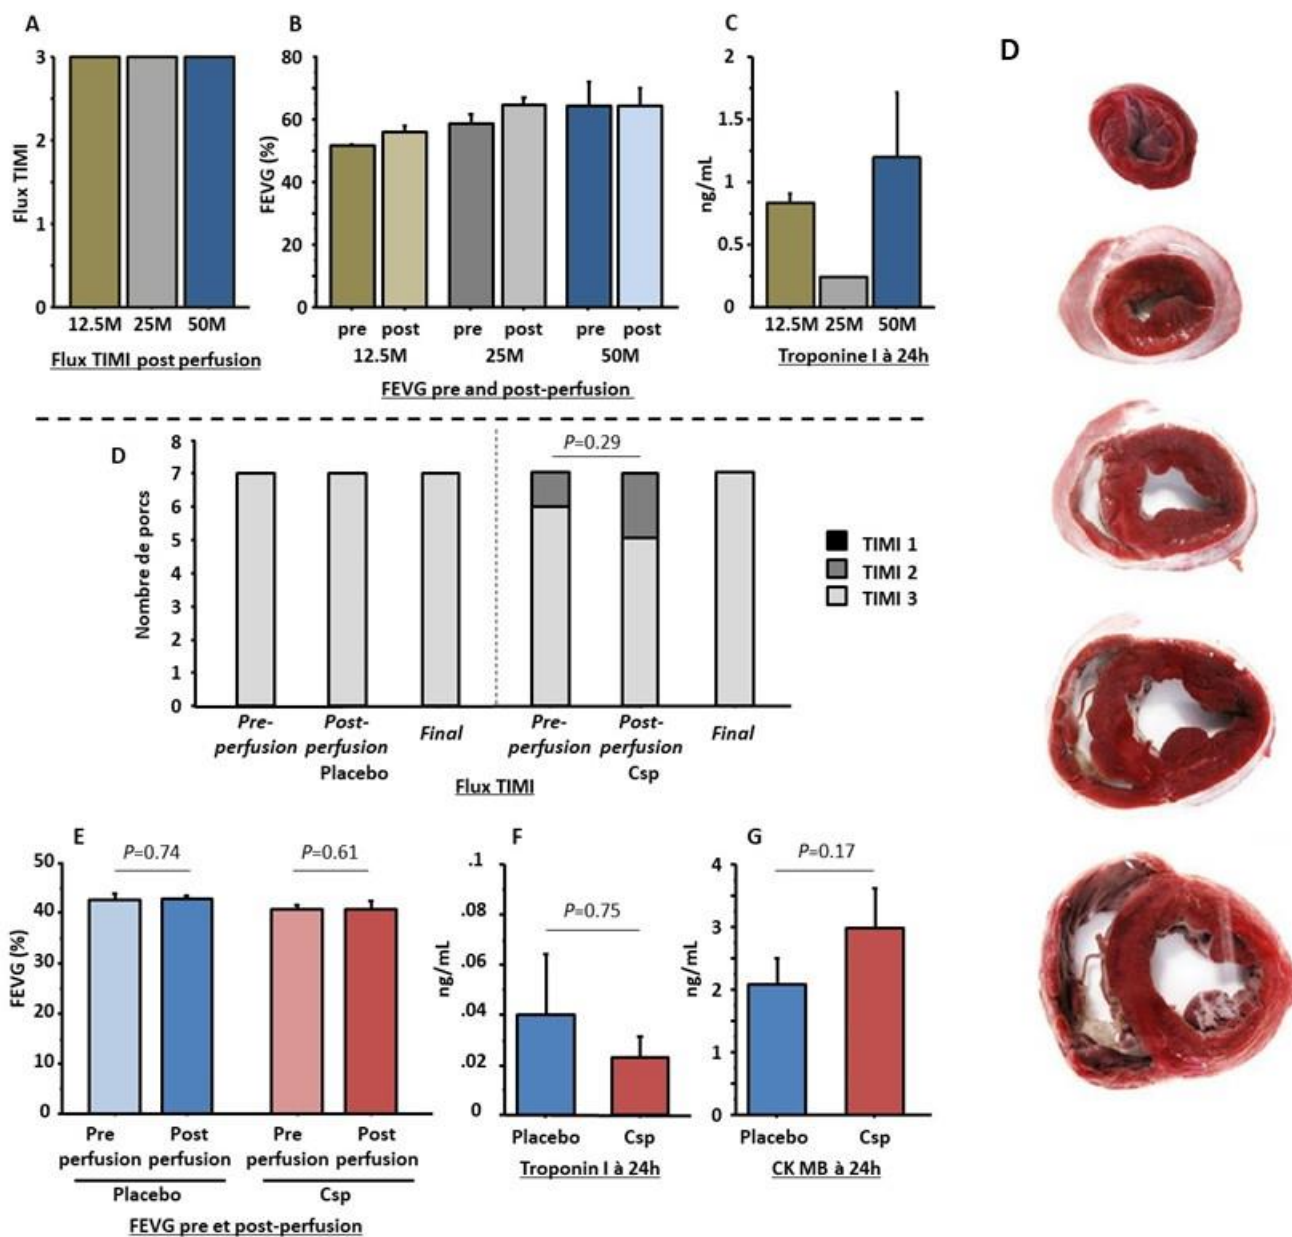 A
B
C
D
3
2
1
0
Flux TIMI
12.5M 25M 50M
Flux TIMI post perfusion
80
60
40
20
0
FEVG (%)
pre post pre post pre post
12.5M 25M 50M
FEVG pre and post-perfusion
2
1.5
1
0.5
0
ng/mL
12.5M 25M 50M
Troponine I à 24h
D
8
7
6
5
4
3
2
1
0
Nombre de porcs
P=0.29
Pre- Post- Final Pre- Post- Final
perfusion perfusion perfusion perfusion
Placebo Csp
Flux TIMI
TIMI 1
TIMI 2
TIMI 3
E
50
40
30
20
10
0
FEVG (%)
P=0.74 P=0.61
Pre Post Pre Post
perfusion perfusion perfusion perfusion
Placebo Csp
FEVG pre et post-perfusion
F
.1
.08
.06
.04
.02
0
ng/mL
P=0.75
Placebo Csp
Troponin I à 24h
G
4
3
2
1
0
ng/mL
P=0.17
Placebo Csp
CK MB à 24h